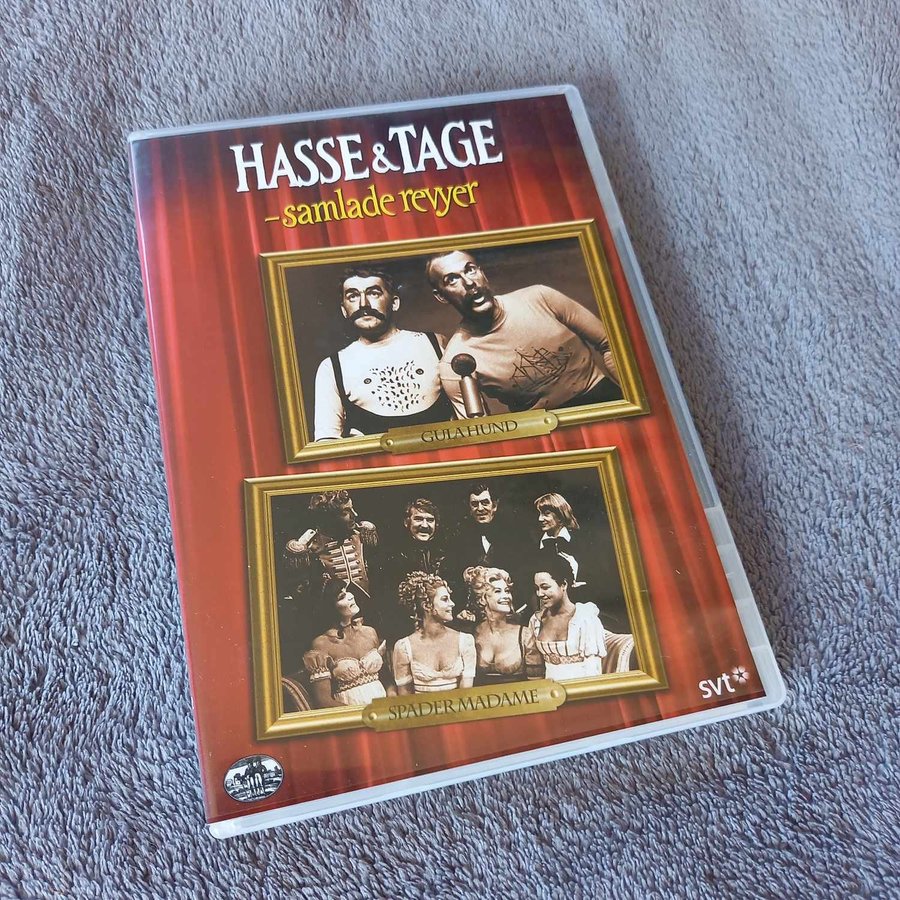 HASSE & TAGE
– samlade revyer
GULA HUND
SPADER MADAME
svt